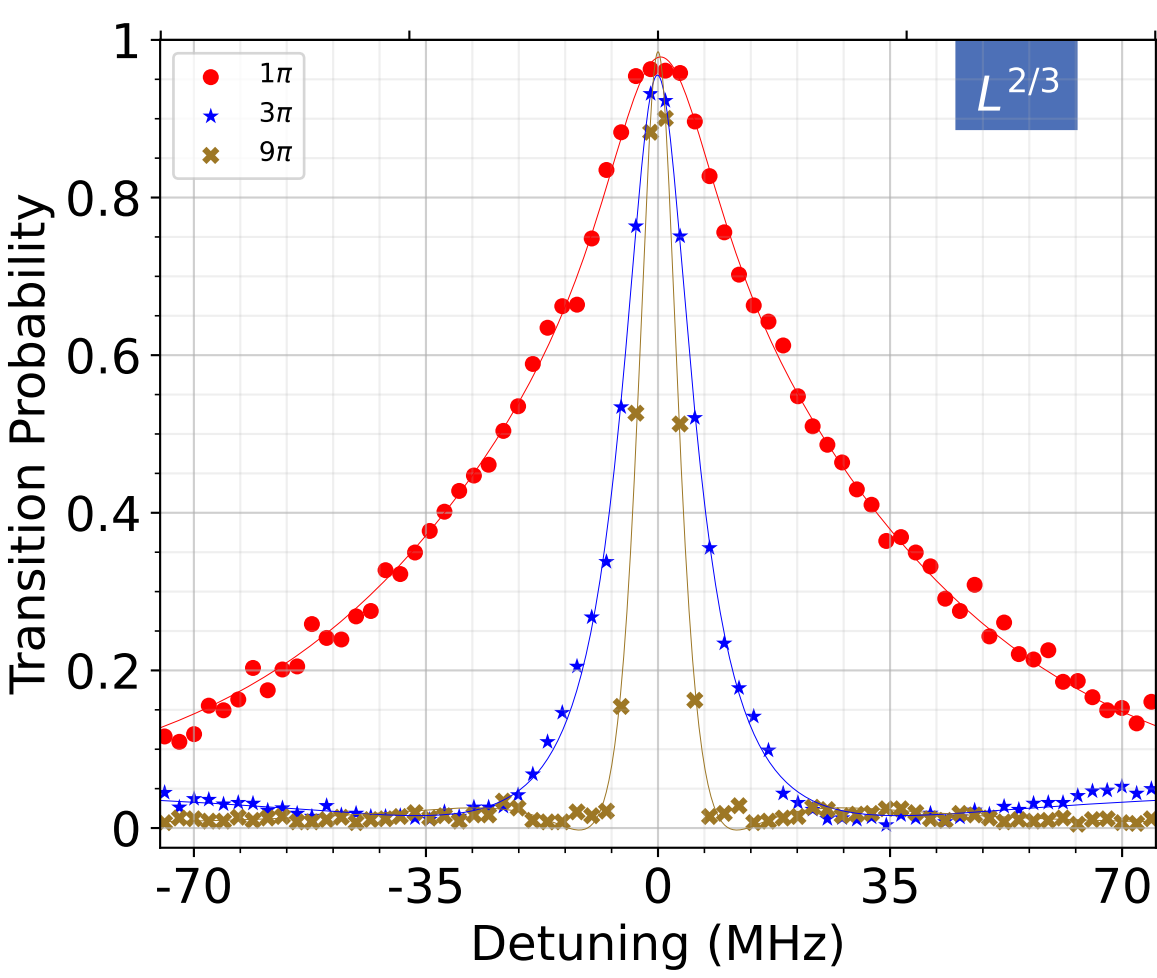 1π
3π
9π
L^{2/3}
Transition Probability
1
0.8
0.6
0.4
0.2
0
-70 -35 0 35 70
Detuning (MHz)